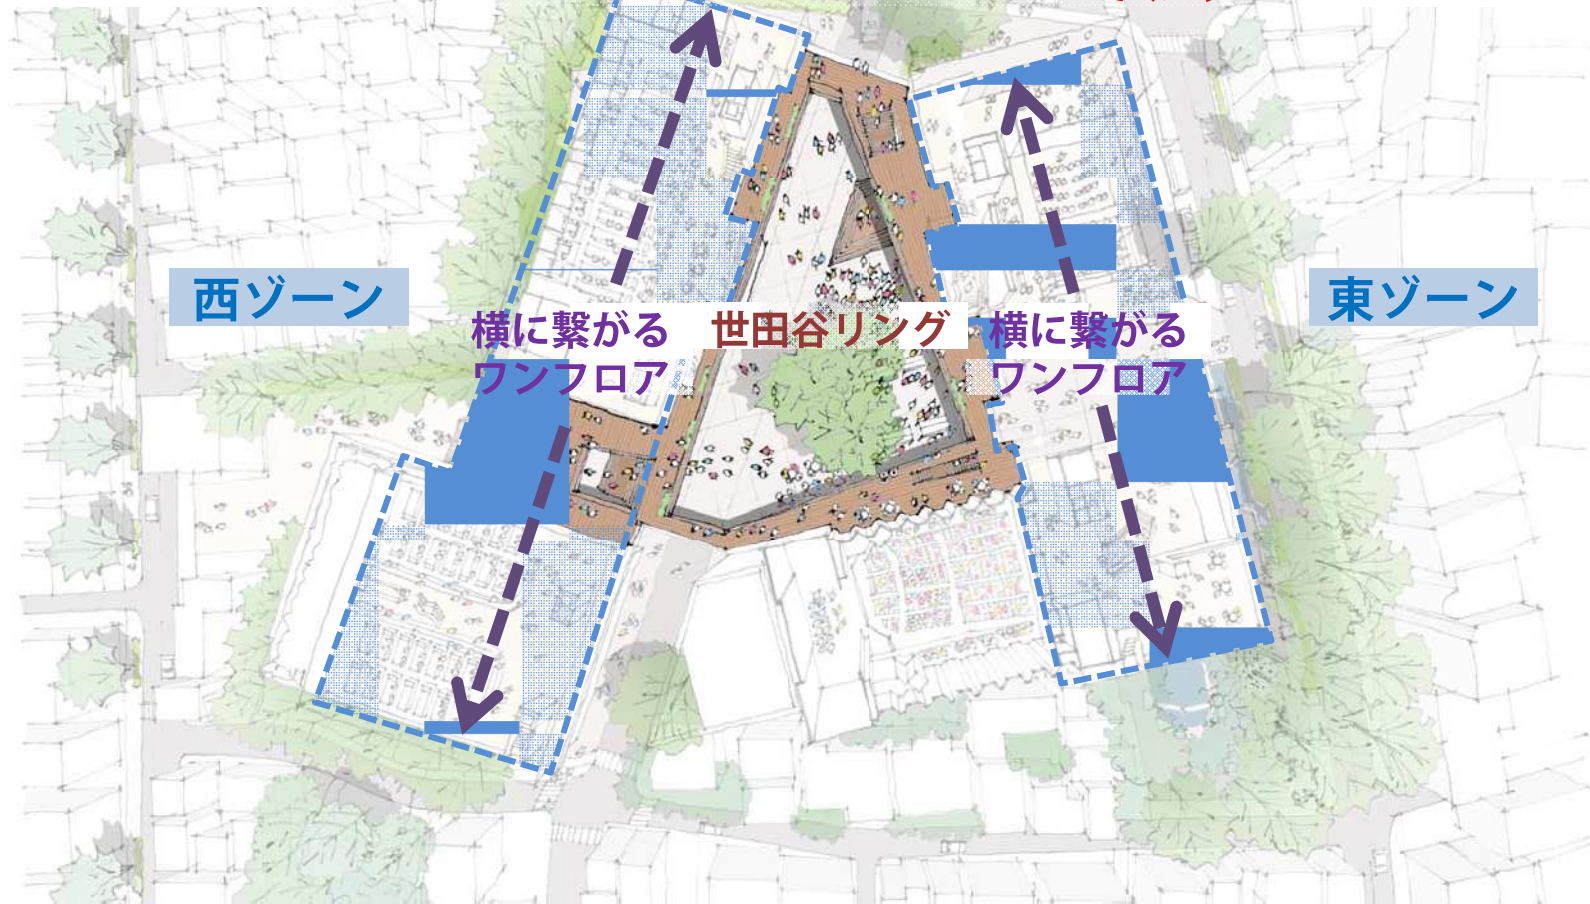 西ゾーン
東ゾーン
横に繋がる
ワンフロア
世田谷リング
横に繋がる
ワンフロア